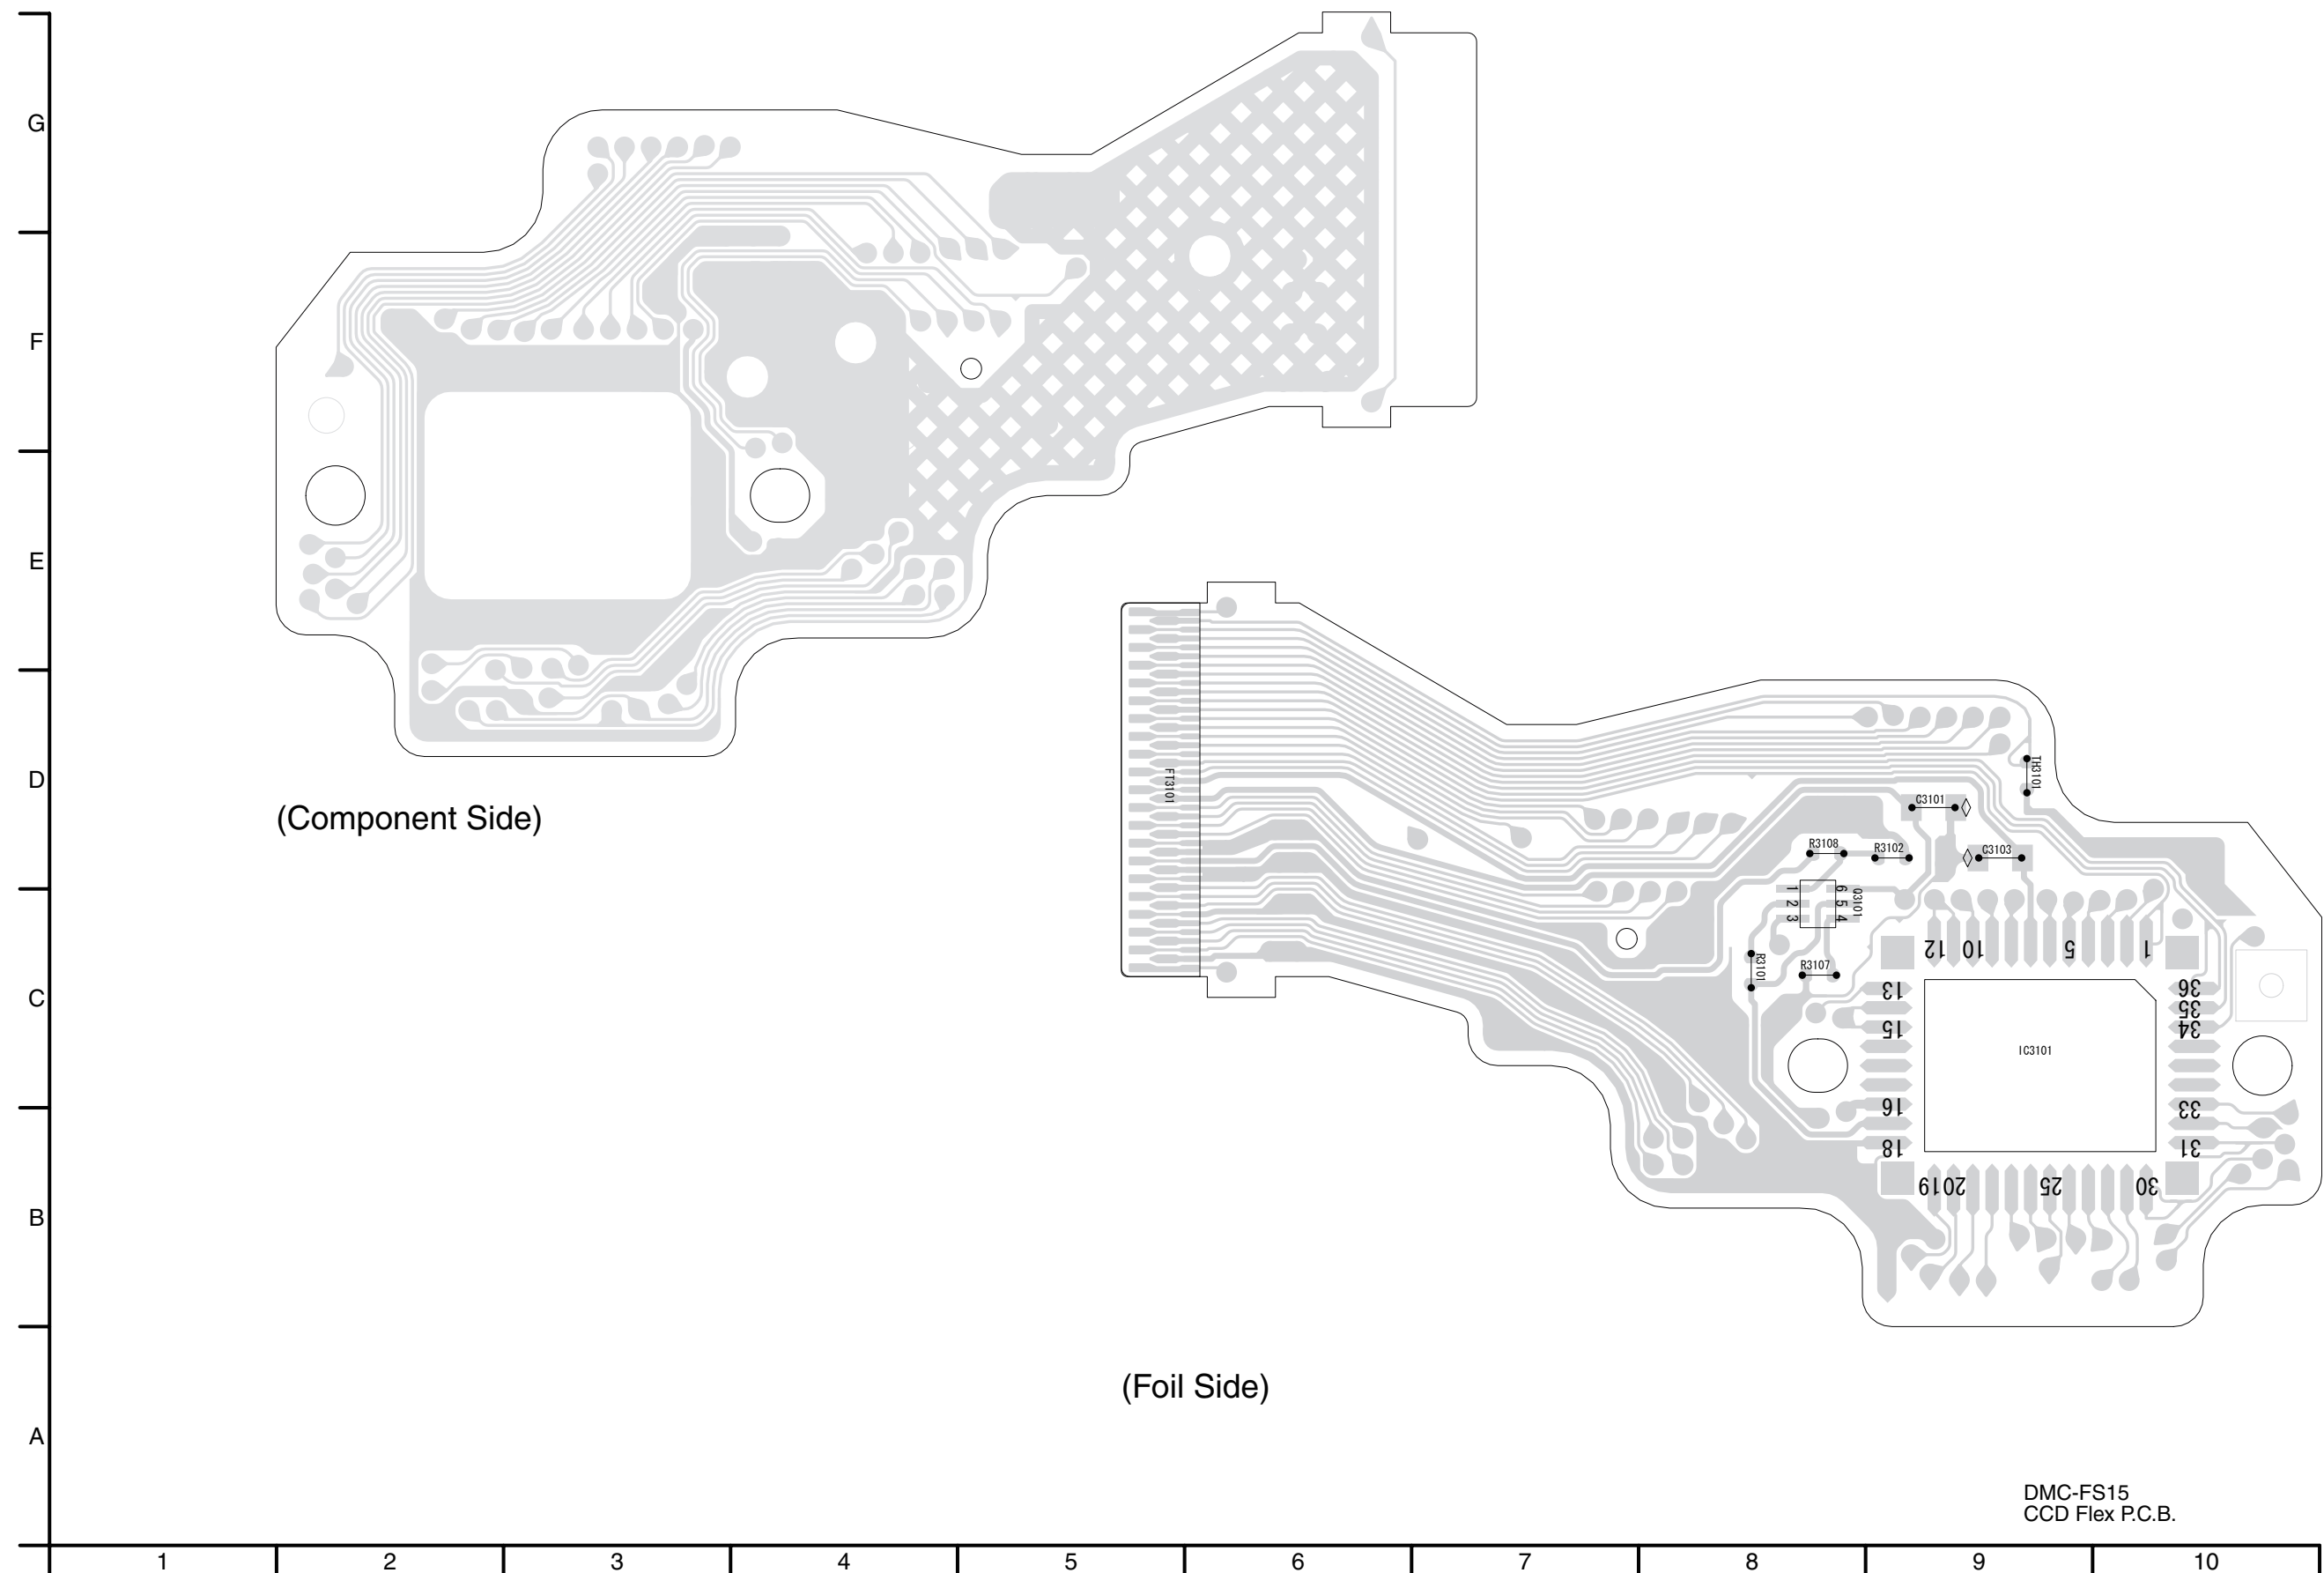 G
F
E
D
C
B
A
(Component Side)
FT3101
TH3101
C3101
R3108
R3102
C3103
1
2
3
6
5
4
Q3101
R3101
R3107
12
10
5
1
13
15
16
18
36
35
34
33
31
IC3101
19
20
25
30
(Foil Side)
DMC-FS15
CCD Flex P.C.B.
1 2 3 4 5 6 7 8 9 10